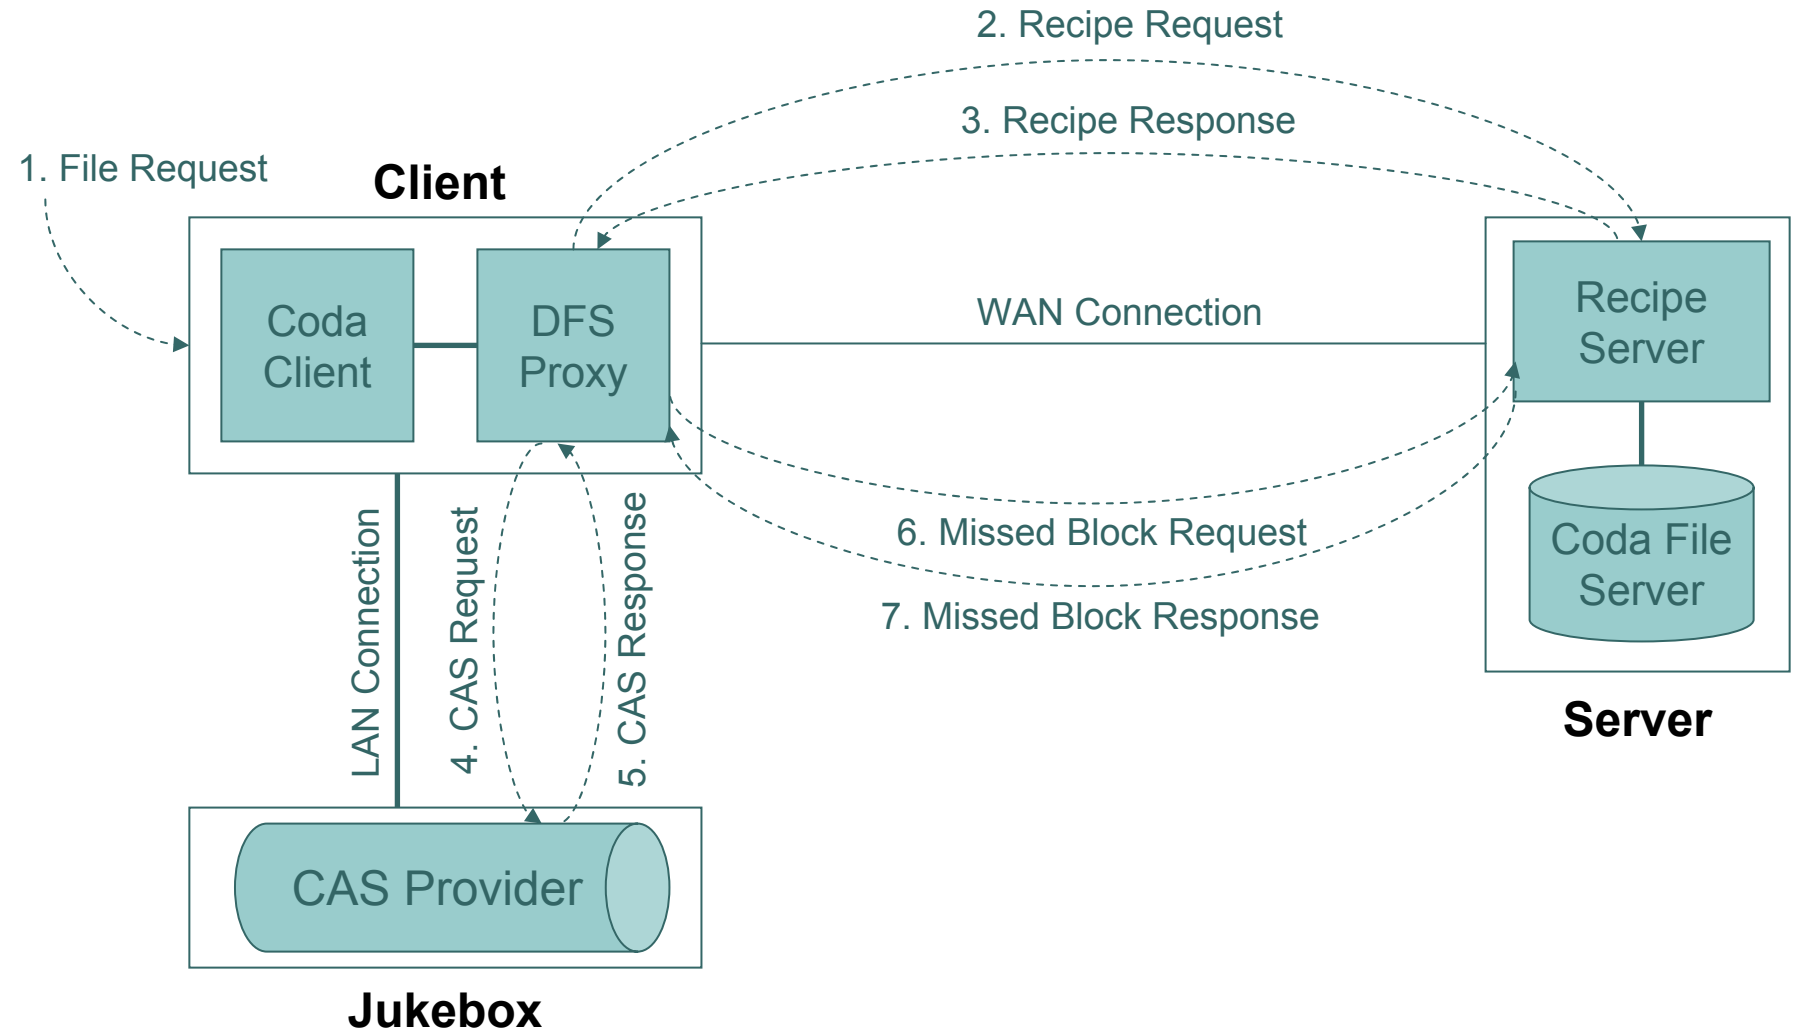 2. Recipe Request
3. Recipe Response
1. File Request
Client
Coda
Client
DFS
Proxy
WAN Connection
Recipe
Server
LAN Connection
4. CAS Request
5. CAS Response
6. Missed Block Request
7. Missed Block Response
Coda File
Server
Server
CAS Provider
Jukebox